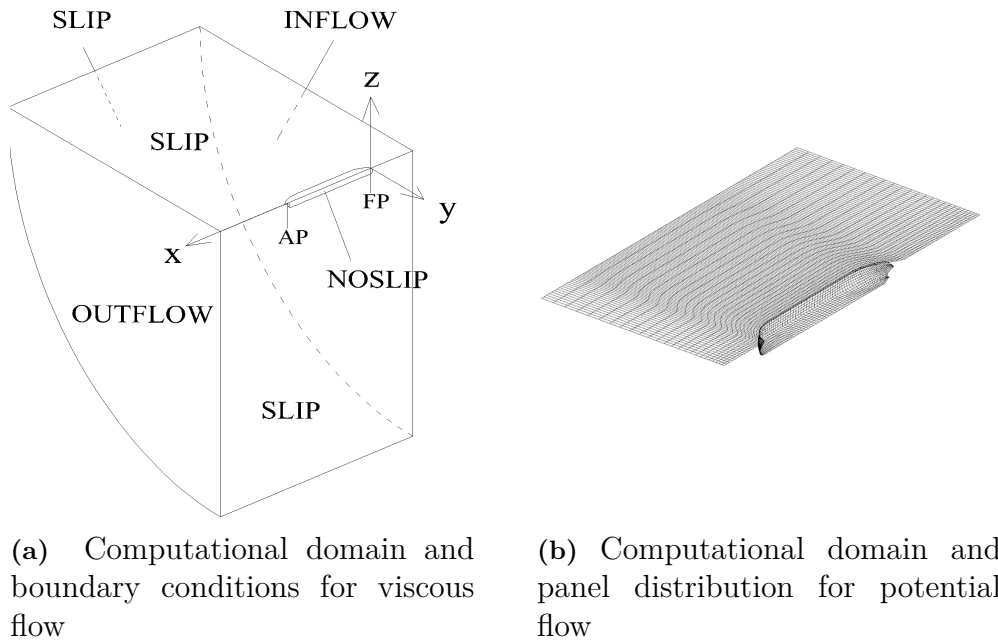 SLIP
INFLOW
z
SLIP
FP
y
AP
x
NOSLIP
OUTFLOW
SLIP
(a) Computational domain and
boundary conditions for viscous
flow
(b) Computational domain and
panel distribution for potential
flow